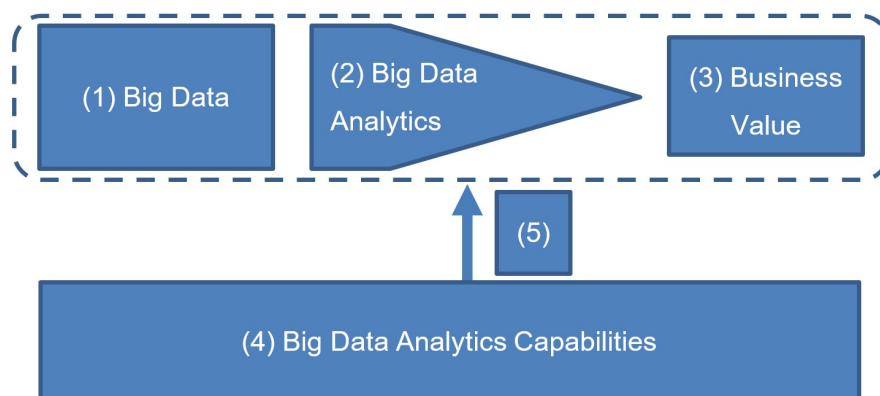 (1) Big Data
(2) Big Data
Analytics
(3) Business
Value
(5)
(4) Big Data Analytics Capabilities